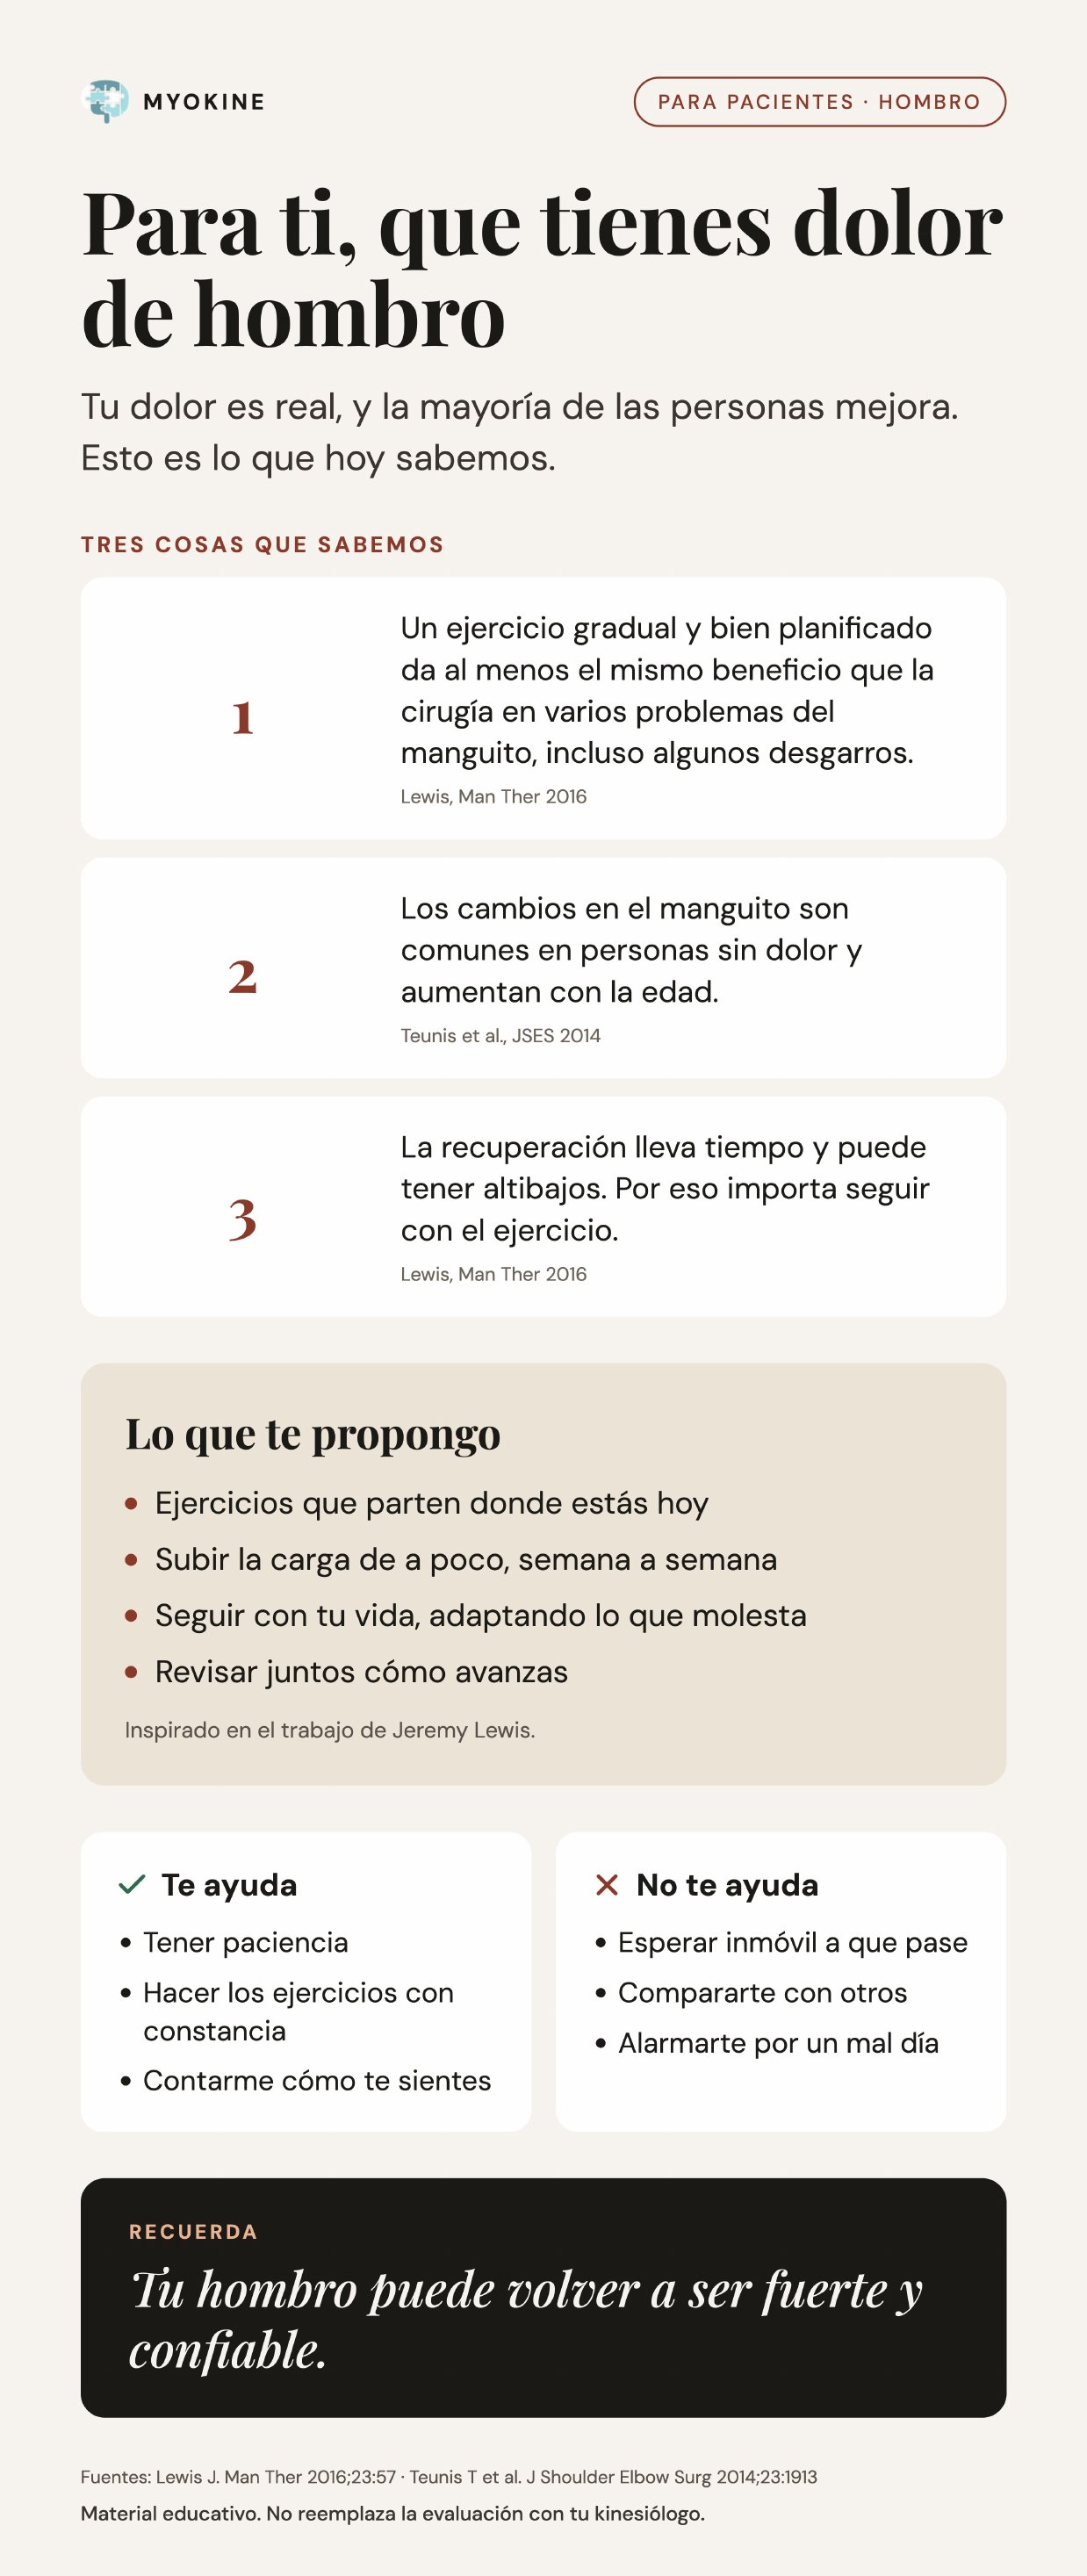 MYOKINE
PARA PACIENTES · HOMBRO
Para ti, que tienes dolor
de hombro
Tu dolor es real, y la mayoría de las personas mejora.
Esto es lo que hoy sabemos.
TRES COSAS QUE SABEMOS
1
Un ejercicio gradual y bien planificado
da al menos el mismo beneficio que la
cirugía en varios problemas del
manguito, incluso algunos desgarros.
Lewis, Man Ther 2016
2
Los cambios en el manguito son
comunes en personas sin dolor y
aumentan con la edad.
Teunis et al., JSES 2014
3
La recuperación lleva tiempo y puede
tener altibajos. Por eso importa seguir
con el ejercicio.
Lewis, Man Ther 2016
Lo que te propongo
• Ejercicios que parten donde estás hoy
• Subir la carga de a poco, semana a semana
• Seguir con tu vida, adaptando lo que molesta
• Revisar juntos cómo avanzas
Inspirado en el trabajo de Jeremy Lewis.
✓ Te ayuda
• Tener paciencia
• Hacer los ejercicios con
constancia
• Contarme cómo te sientes
✕ No te ayuda
• Esperar inmóvil a que pase
• Compararte con otros
• Alarmarte por un mal día
RECUERDA
Tu hombro puede volver a ser fuerte y
confiable.
Fuentes: Lewis J. Man Ther 2016;23:57 · Teunis T et al. J Shoulder Elbow Surg 2014;23:1913
Material educativo. No reemplaza la evaluación con tu kinesiólogo.